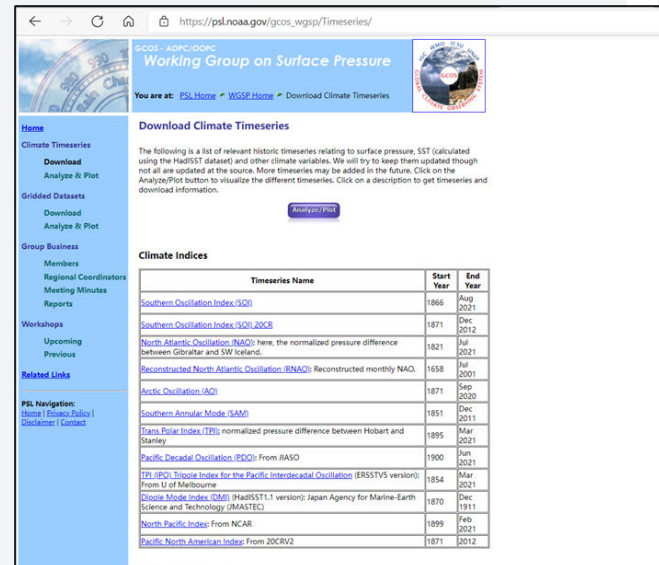 https://psl.noaa.gov/gcos_wgsp/Timeseries/
GCOS - AOPC/OOPC
Working Group on Surface Pressure
You are at: PSL Home WGSP Home Download Climate Timeseries
WMO ICSU UNEP
GCOS
GLOBAL CLIMATE OBSERVING SYSTEM
Home
Climate Timeseries
Download
Analyze & Plot
Gridded Datasets
Download
Analyze & Plot
Group Business
Members
Regional Coordinators
Meeting Minutes
Reports
Workshops
Upcoming
Previous
Related Links
PSL Navigation:
Home | Privacy Policy |
Disclaimer | Contact
Download Climate Timeseries
The following is a list of relevant historic timeseries relating to surface pressure, SST (calculated
using the HadISST dataset) and other climate variables. We will try to keep them updated though
not all are updated at the source. More timeseries may be added in the future. Click on the
Analyze/Plot button to visualize the different timeseries. Click on a description to get timeseries and
download information.
Analyze/Plot
Climate Indices
Timeseries Name Start Year End Year
Southern Oscillation Index (SOI) 1866 Aug 2021
Southern Oscillation Index (SOI) 20CR 1871 Dec 2012
North Atlantic Oscillation (NAO): here, the normalized pressure difference
between Gibraltar and SW Iceland. 1821 Jul 2021
Reconstructed North Atlantic Oscillation (RNAO): Reconstructed monthly NAO. 1658 Jul 2001
Arctic Oscillation (AO) 1871 Sep 2020
Southern Annular Mode (SAM) 1851 Dec 2011
Trans Polar Index (TPI); normalized pressure difference between Hobart and
Stanley 1895 Mar 2021
Pacific Decadal Oscillation (PDO): From JIASO 1900 Jun 2021
TPI (IPO) Tripole Index for the Pacific Interdecadal Oscillation (ERSSTV5 version):
From U of Melbourne 1854 Mar 2021
Dipole Mode Index (DMI) (HadISST1.1 version): Japan Agency for Marine-Earth
Science and Technology (JMASTEC) 1870 Dec 1911
North Pacific Index: From NCAR 1899 Feb 2021
Pacific North American Index: From 20CRV2 1871 2012